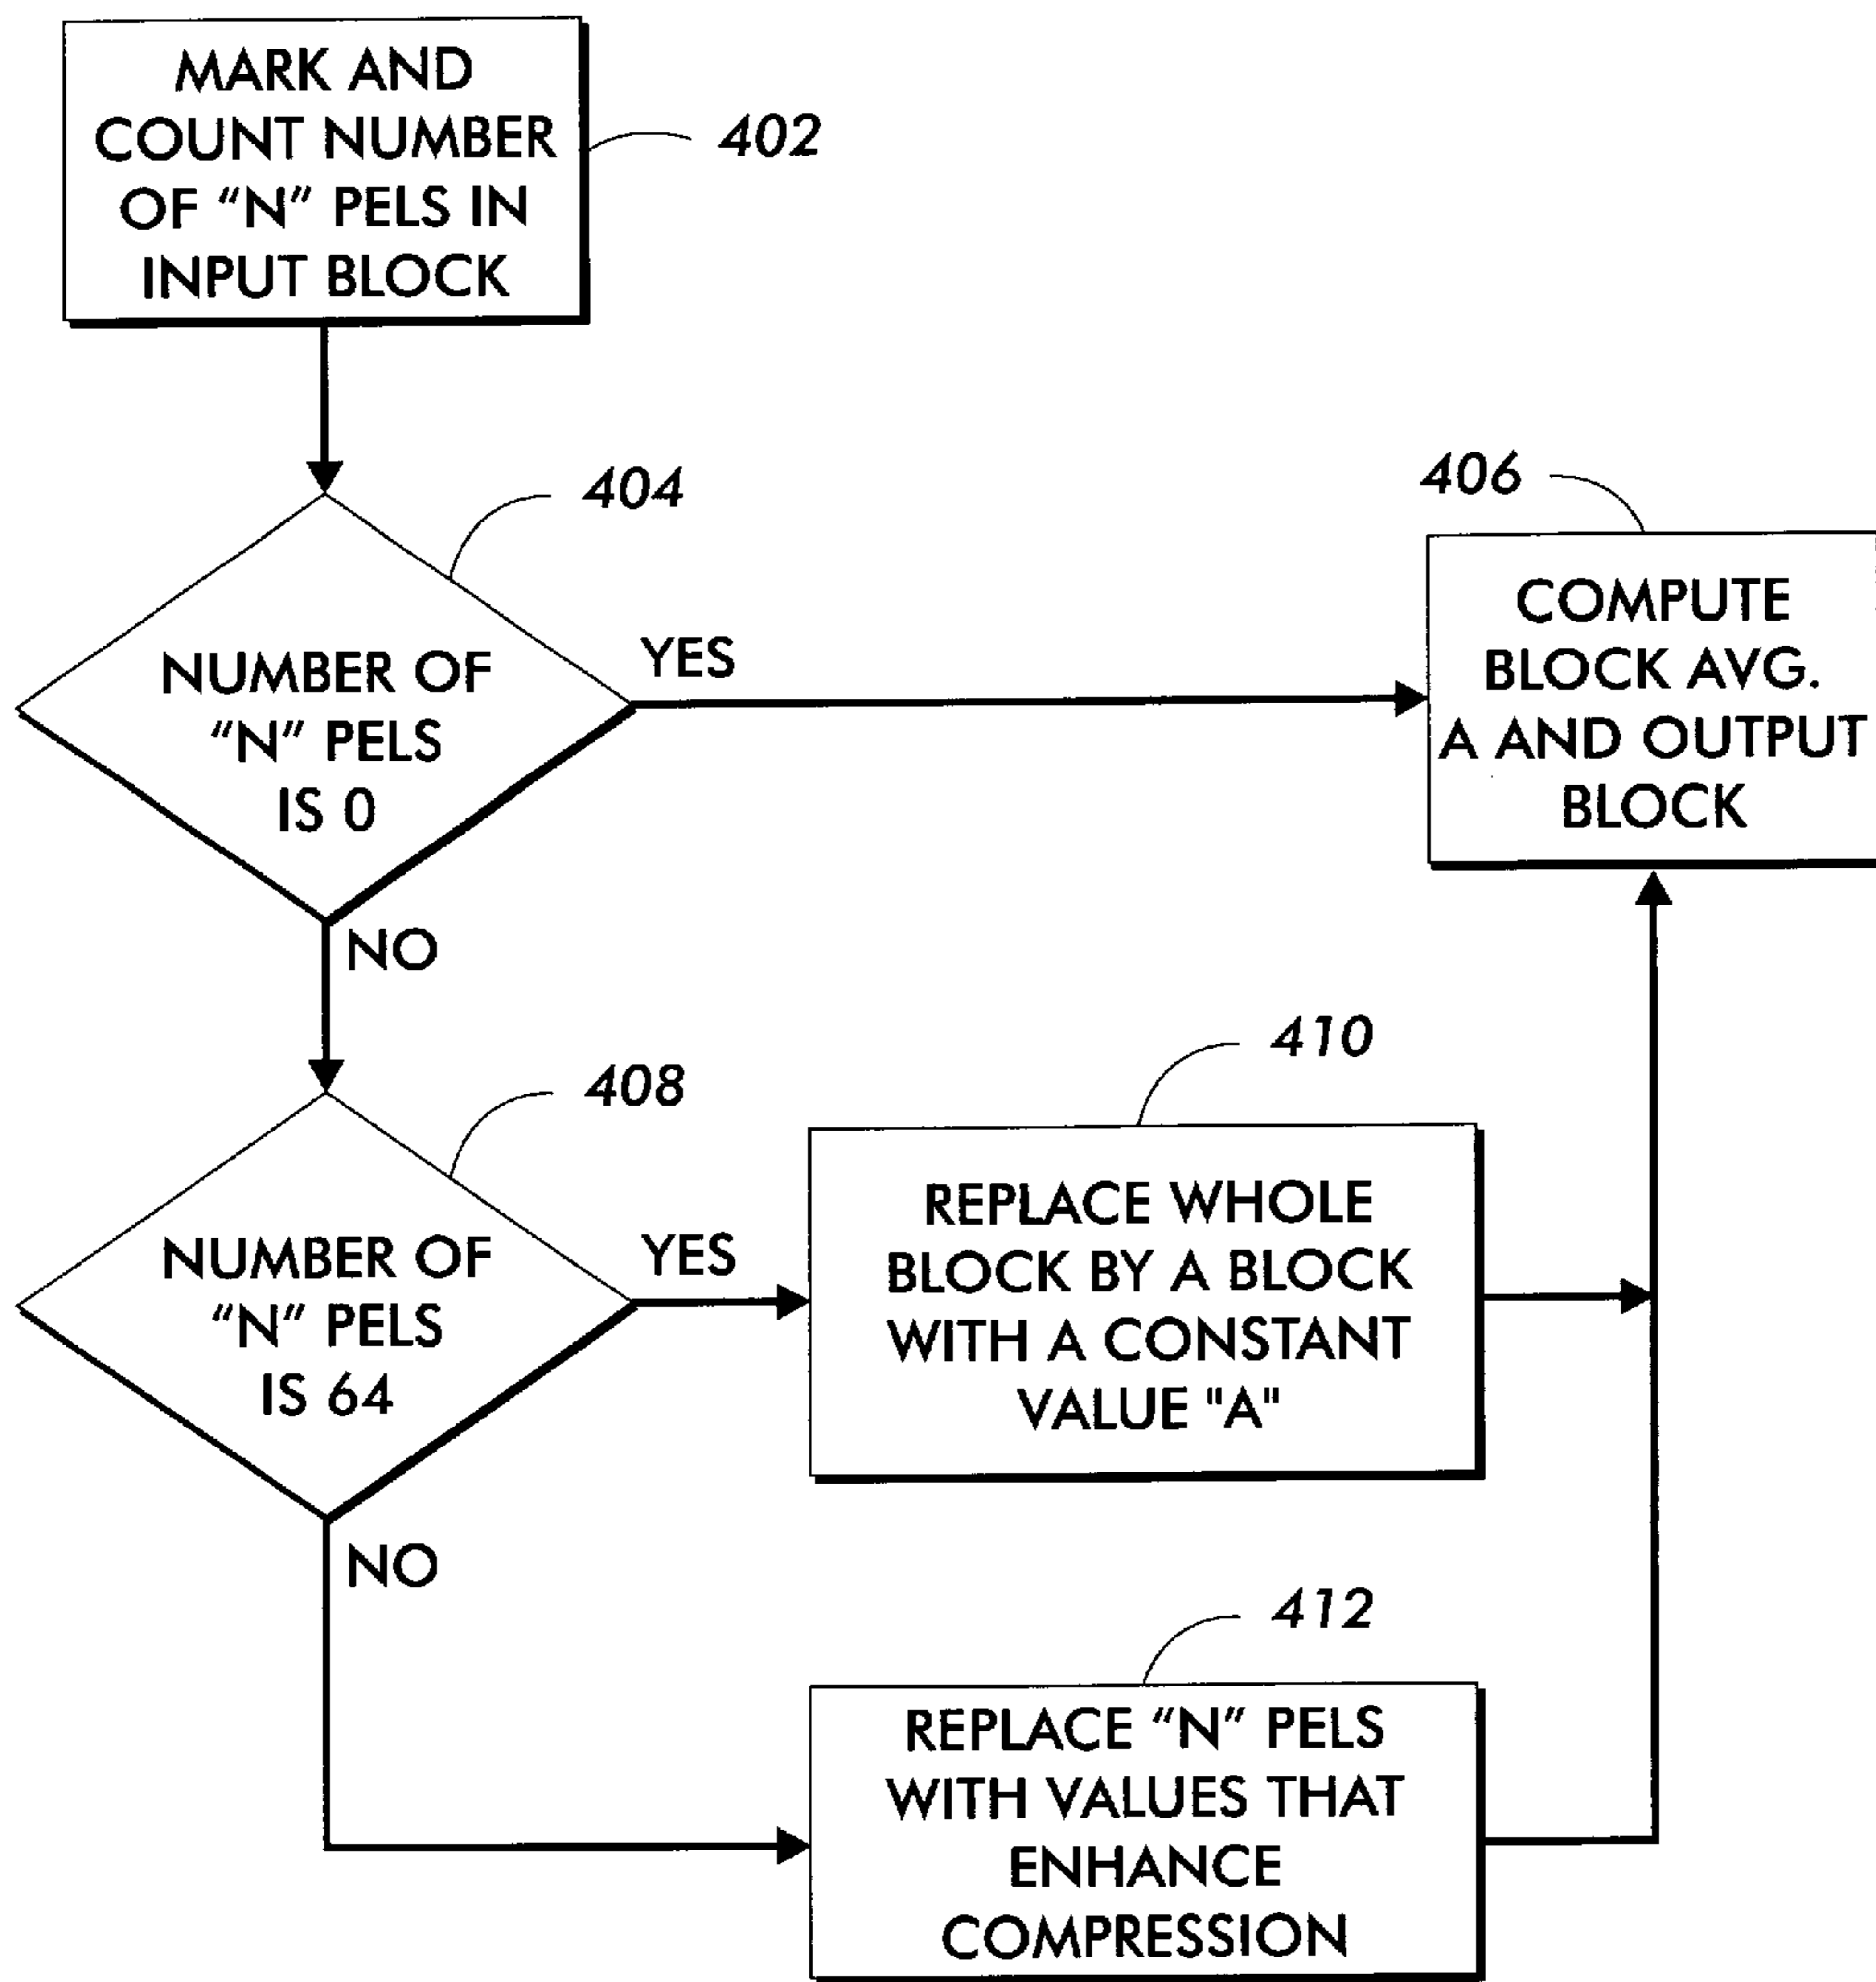 MARK AND
COUNT NUMBER
OF “N” PELS IN
INPUT BLOCK
402
404
NUMBER OF
“N” PELS
IS 0
YES
NO
406
COMPUTE
BLOCK AVG.
A AND OUTPUT
BLOCK
408
NUMBER OF
“N” PELS
IS 64
YES
NO
410
REPLACE WHOLE
BLOCK BY A BLOCK
WITH A CONSTANT
VALUE "A"
412
REPLACE “N” PELS
WITH VALUES THAT
ENHANCE
COMPRESSION